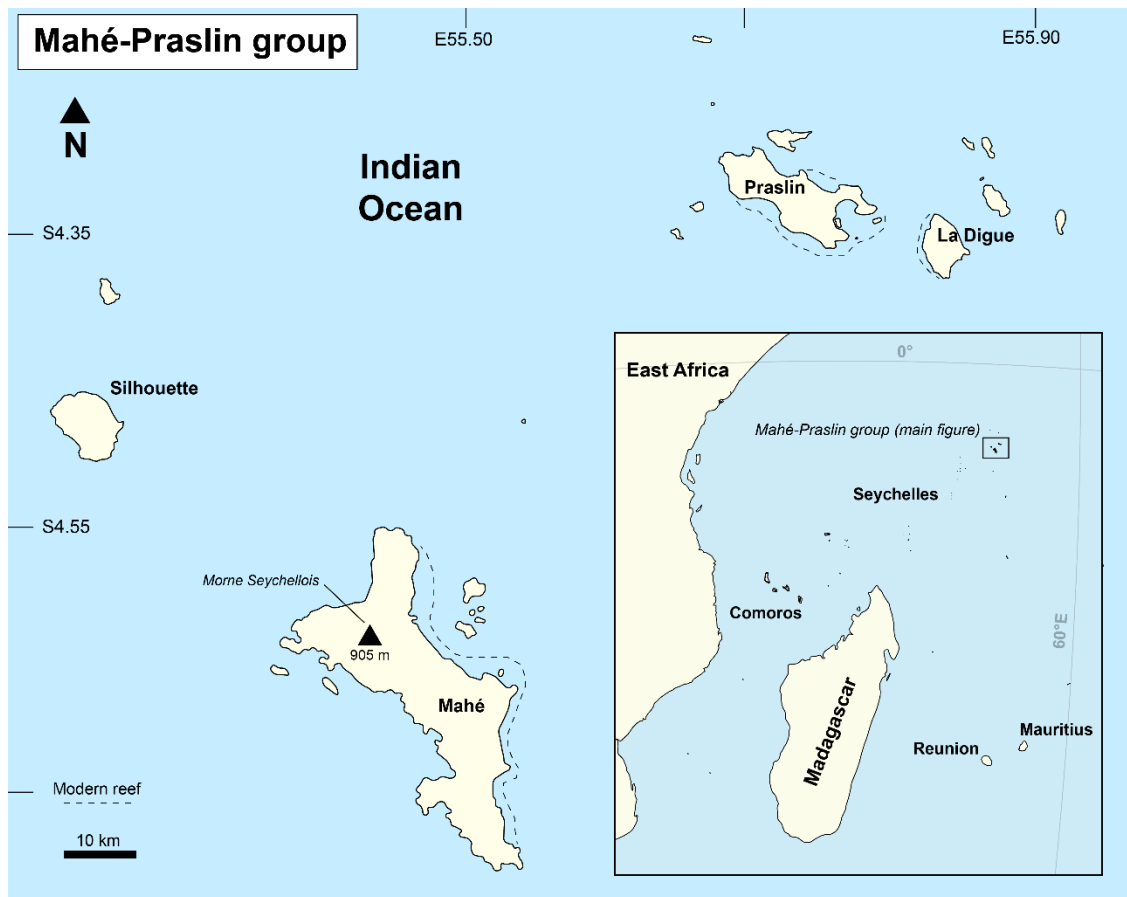 Mahé-Praslin group
E55.50
E55.90
N
Indian
Ocean
Praslin
La Digue
S4.35
Silhouette
S4.55
Morne Seychellois
905 m
Mahé
Modern reef
10 km
0°
East Africa
Mahé-Praslin group (main figure)
Seychelles
Comoros
60°E
Madagascar
Mauritius
Reunion